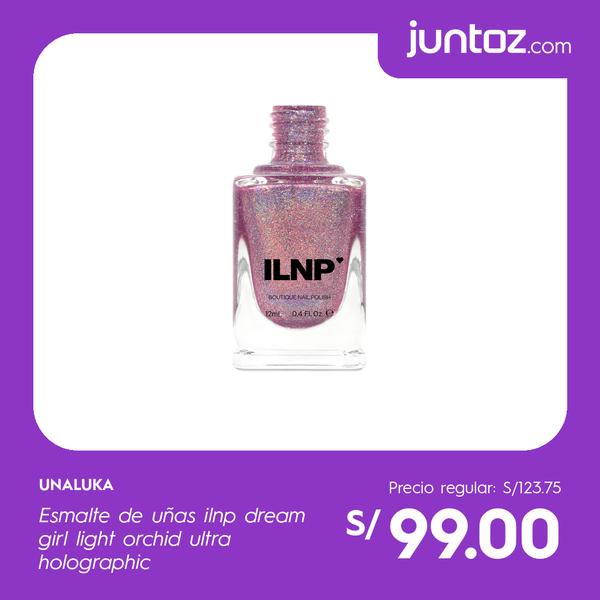 juntoz.com
ILNP
BOUTIQUE NAIL POLISH
12mL 0.4 Fl. Oz. ℮
UNALUKA
Esmalte de uñas ilnp dream
girl light orchid ultra
holographic
Precio regular: S/123.75
S/99.00